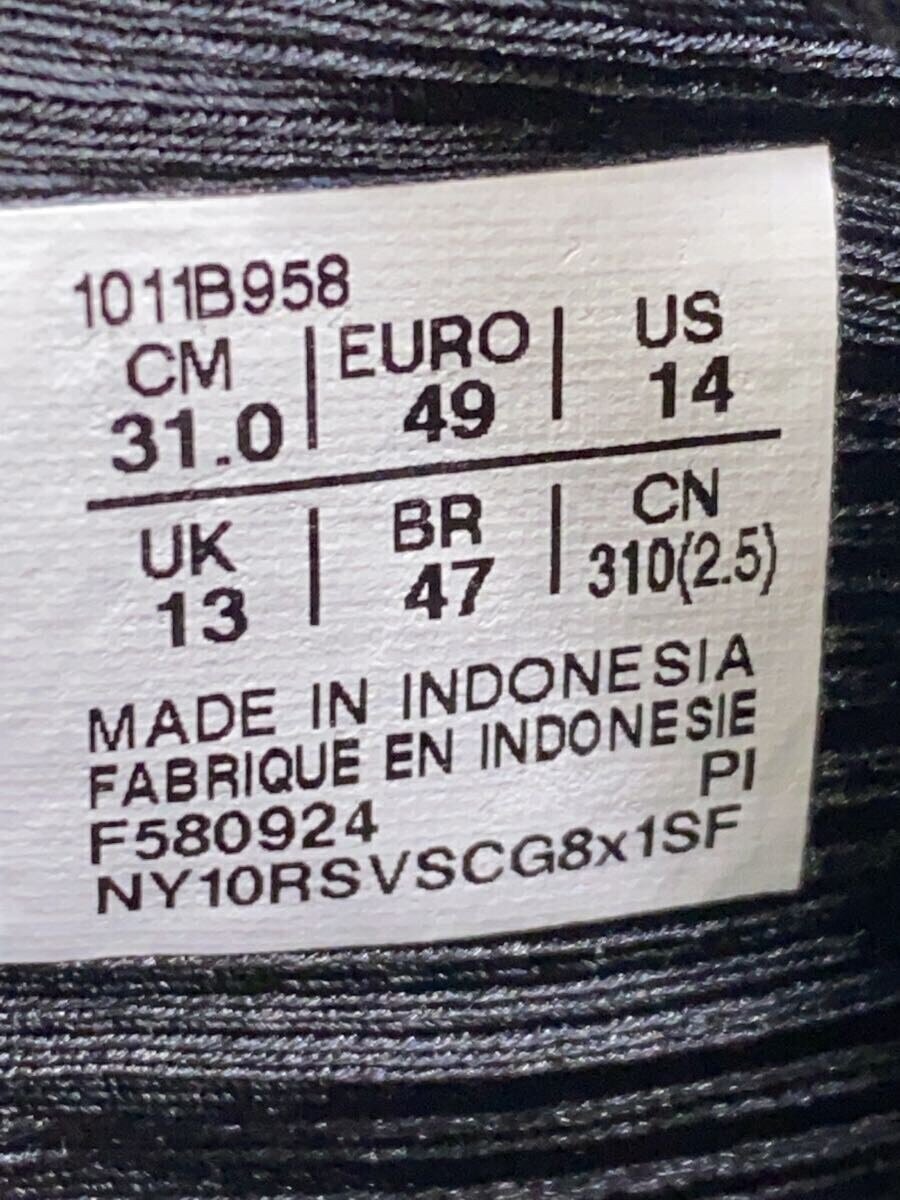 1011B958
CM | EURO | US
31.0 | 49 | 14
UK | BR | CN
13 | 47 | 310(2.5)
MADE IN INDONESIA
FABRIQUE EN INDONESIE
F580924 PI
NY10RSVSCG8x1SF